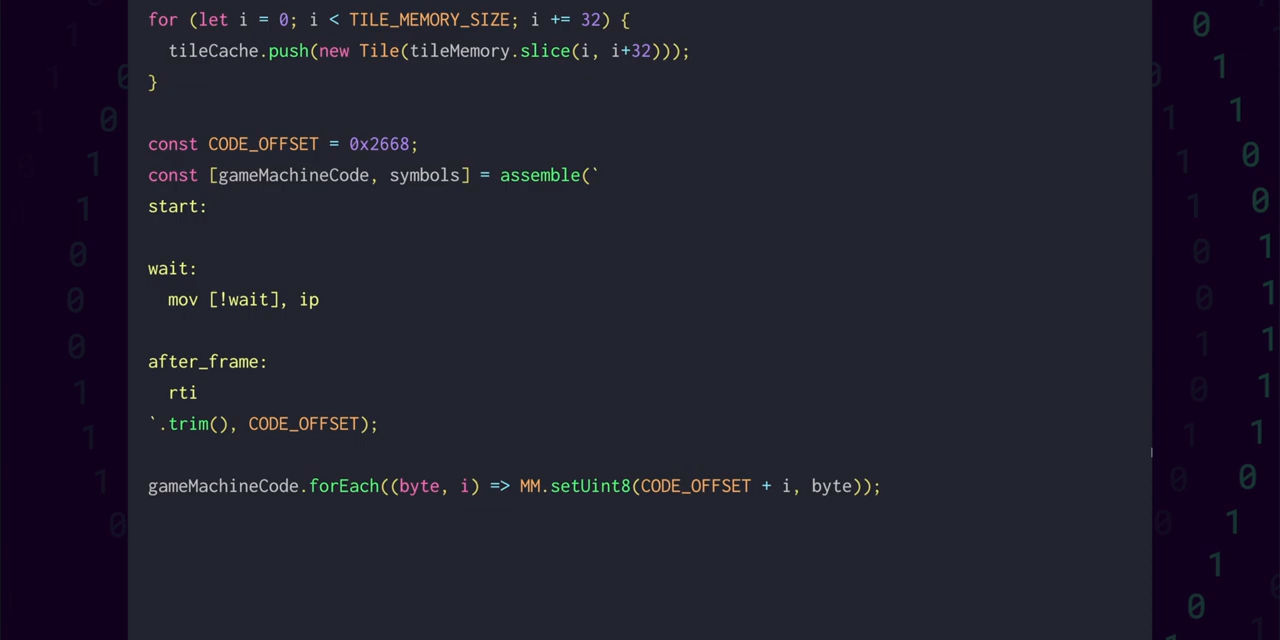 for (let i = 0; i < TILE_MEMORY_SIZE; i += 32) {
  tileCache.push(new Tile(tileMemory.slice(i, i+32)));
}
const CODE_OFFSET = 0x2668;
const [gameMachineCode, symbols] = assemble(`
start:
wait:
  mov [!wait], ip
after_frame:
  rti
`.trim(), CODE_OFFSET);
gameMachineCode.forEach((byte, i) => MM.setUint8(CODE_OFFSET + i, byte));